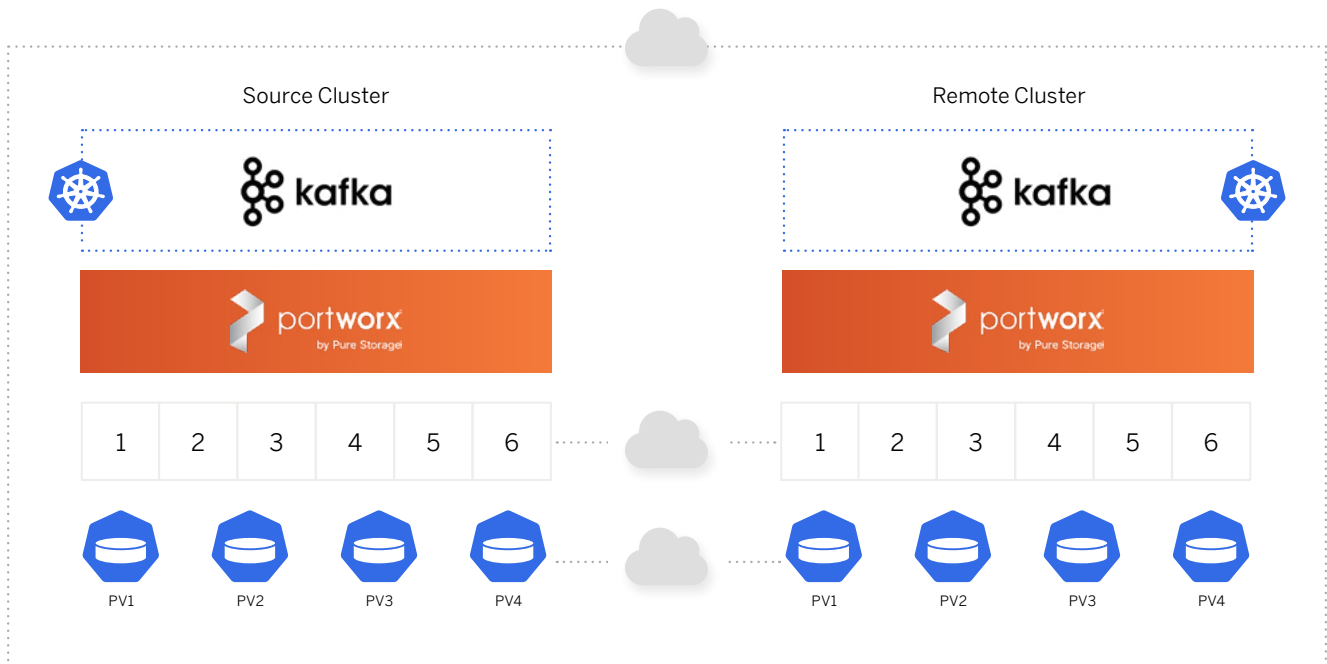 Source Cluster
Remote Cluster
kafka
kafka
portworx
by Pure Storage
portworx
by Pure Storage
1 2 3 4 5 6
1 2 3 4 5 6
PV1 PV2 PV3 PV4
PV1 PV2 PV3 PV4